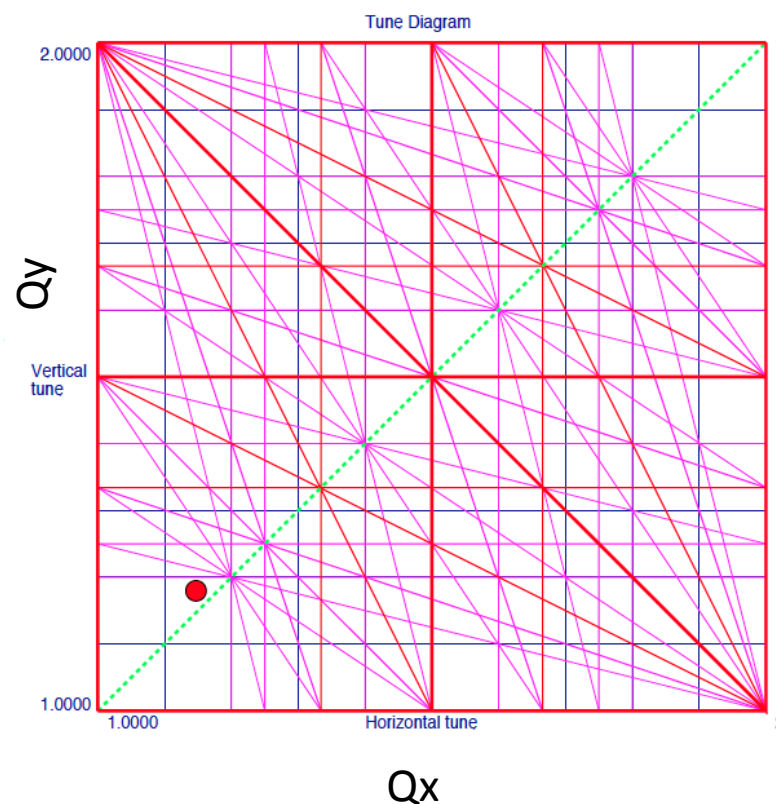 Tune Diagram
2.0000
Qy
Vertical
tune
1.0000
1.0000
Horizontal tune
Qx